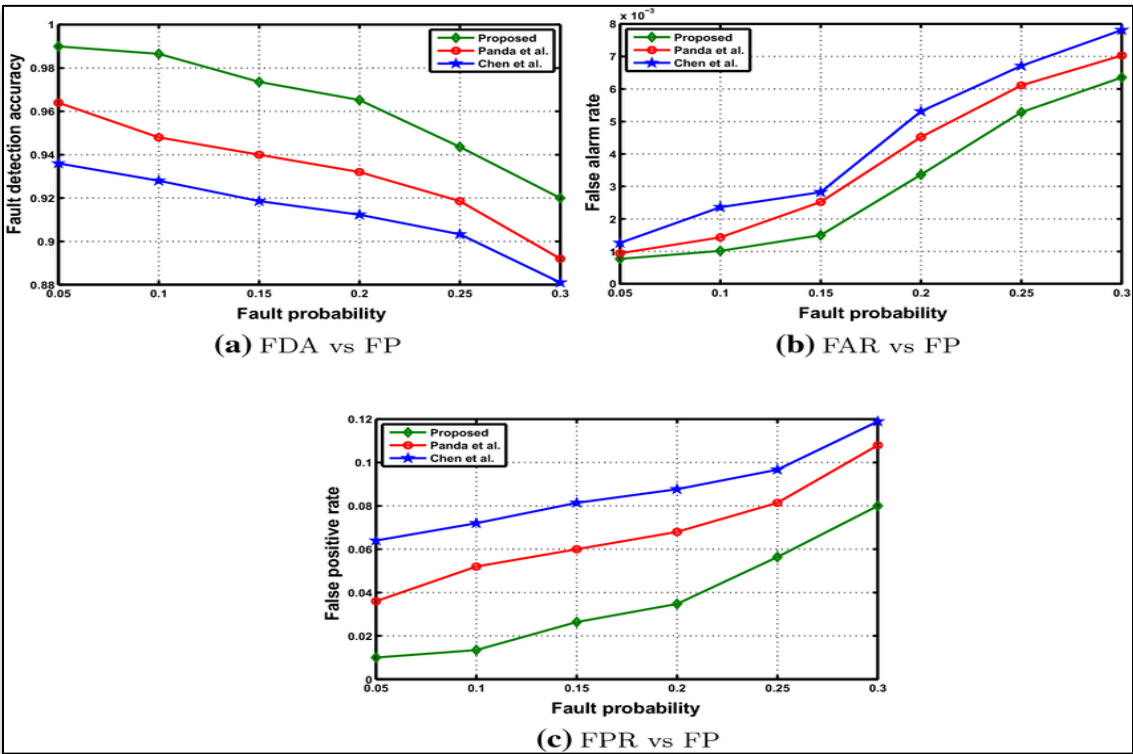 1
0.98
0.96
0.94
0.92
0.9
0.88
Fault detection accuracy
Proposed
Panda et al.
Chen et al.
0.05 0.1 0.15 0.2 0.25 0.3
Fault probability
(a) FDA vs FP
x 10⁻³
8
7
6
5
4
3
2
1
0
False alarm rate
Proposed
Panda et al.
Chen et al.
0.05 0.1 0.15 0.2 0.25 0.3
Fault probability
(b) FAR vs FP
0.12
0.1
0.08
0.06
0.04
0.02
0
False positive rate
Proposed
Panda et al.
Chen et al.
0.05 0.1 0.15 0.2 0.25 0.3
Fault probability
(c) FPR vs FP